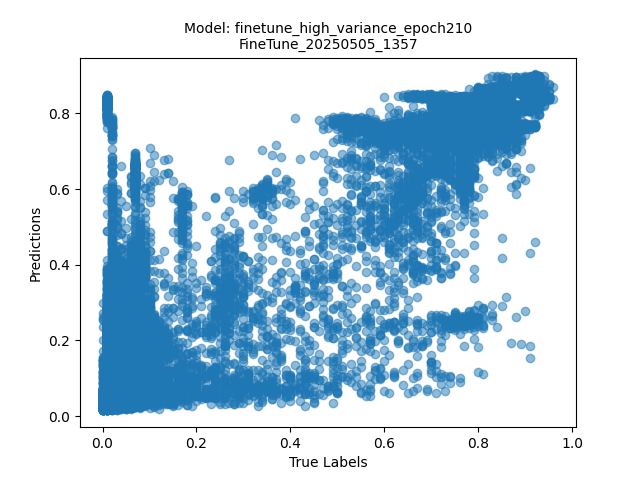 Model: finetune_high_variance_epoch210
FineTune_20250505_1357
Predictions
0.8
0.6
0.4
0.2
0.0
0.0 0.2 0.4 0.6 0.8 1.0
True Labels